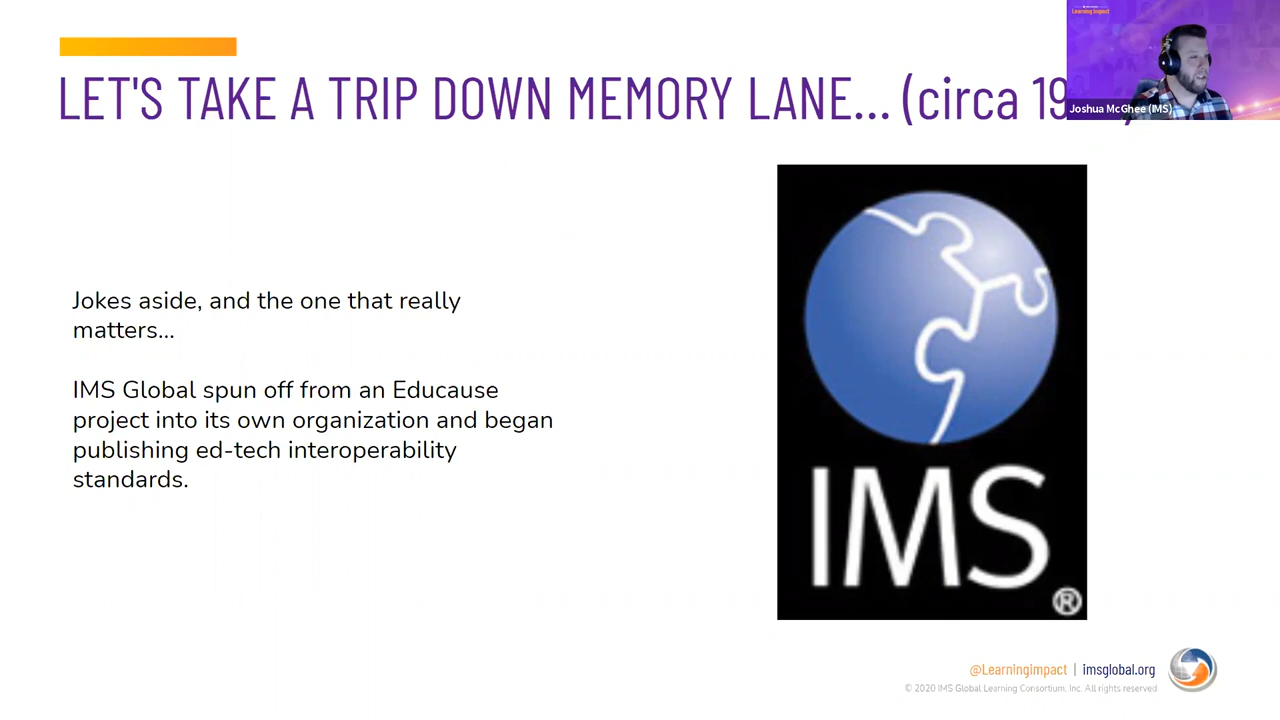 Learning Impact
Joshua McGhee (IMS)
LET'S TAKE A TRIP DOWN MEMORY LANE... (circa 19
Jokes aside, and the one that really
matters...
IMS Global spun off from an Educause
project into its own organization and began
publishing ed-tech interoperability
standards.
IMS
®
@Learningimpact | imsglobal.org
© 2020 IMS Global Learning Consortium, Inc. All rights reserved